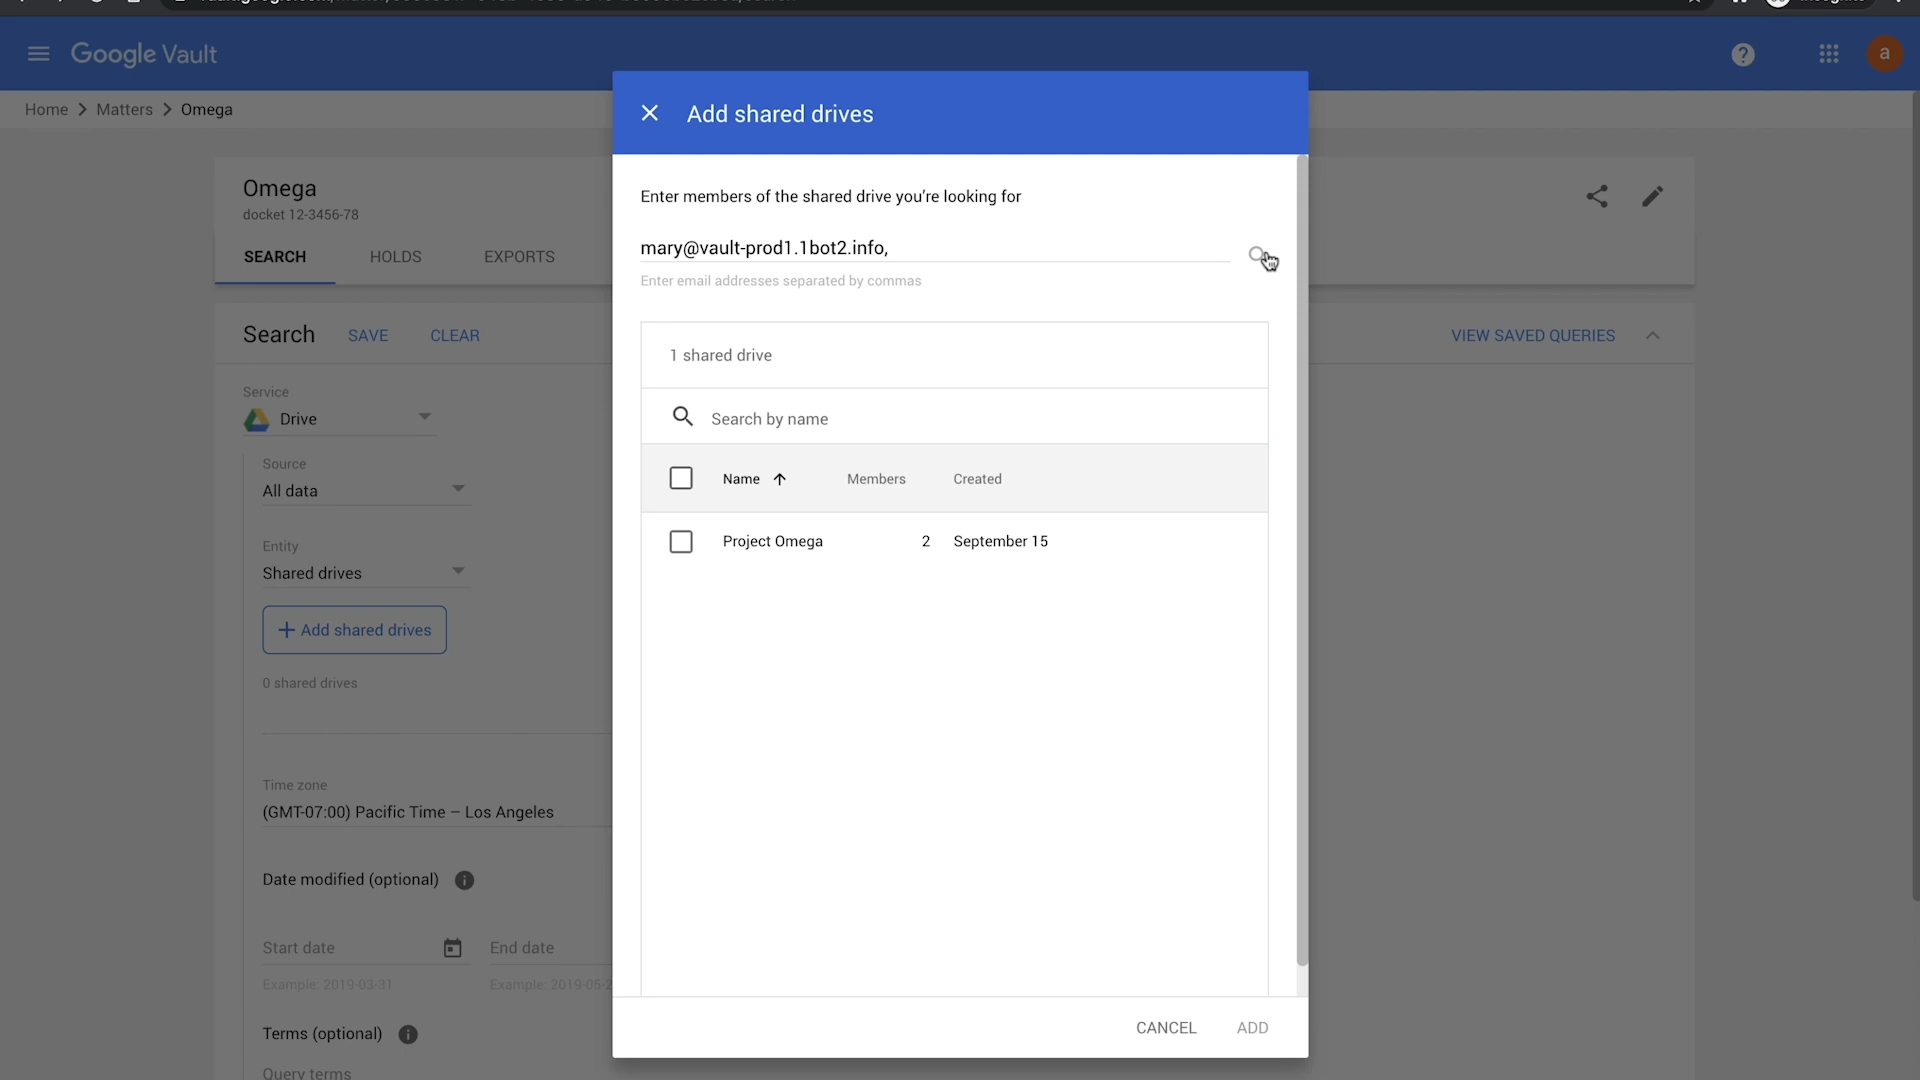 Google Vault
a
Home
Matters
Omega
Add shared drives
Omega
docket 12-3456-78
SEARCH
HOLDS
EXPORTS
Enter members of the shared drive you're looking for
mary@vault-prod1.1bot2.info,
Enter email addresses separated by commas
Search
SAVE
CLEAR
VIEW SAVED QUERIES
1 shared drive
Service
Drive
Search by name
Source
All data
Name
Members
Created
Entity
Shared drives
Project Omega
2
September 15
Add shared drives
0 shared drives
Time zone
(GMT-07:00) Pacific Time – Los Angeles
Date modified (optional)
Start date
End date
Example: 2019-03-31
Example: 2019-05-2
Terms (optional)
Query terms
CANCEL
ADD